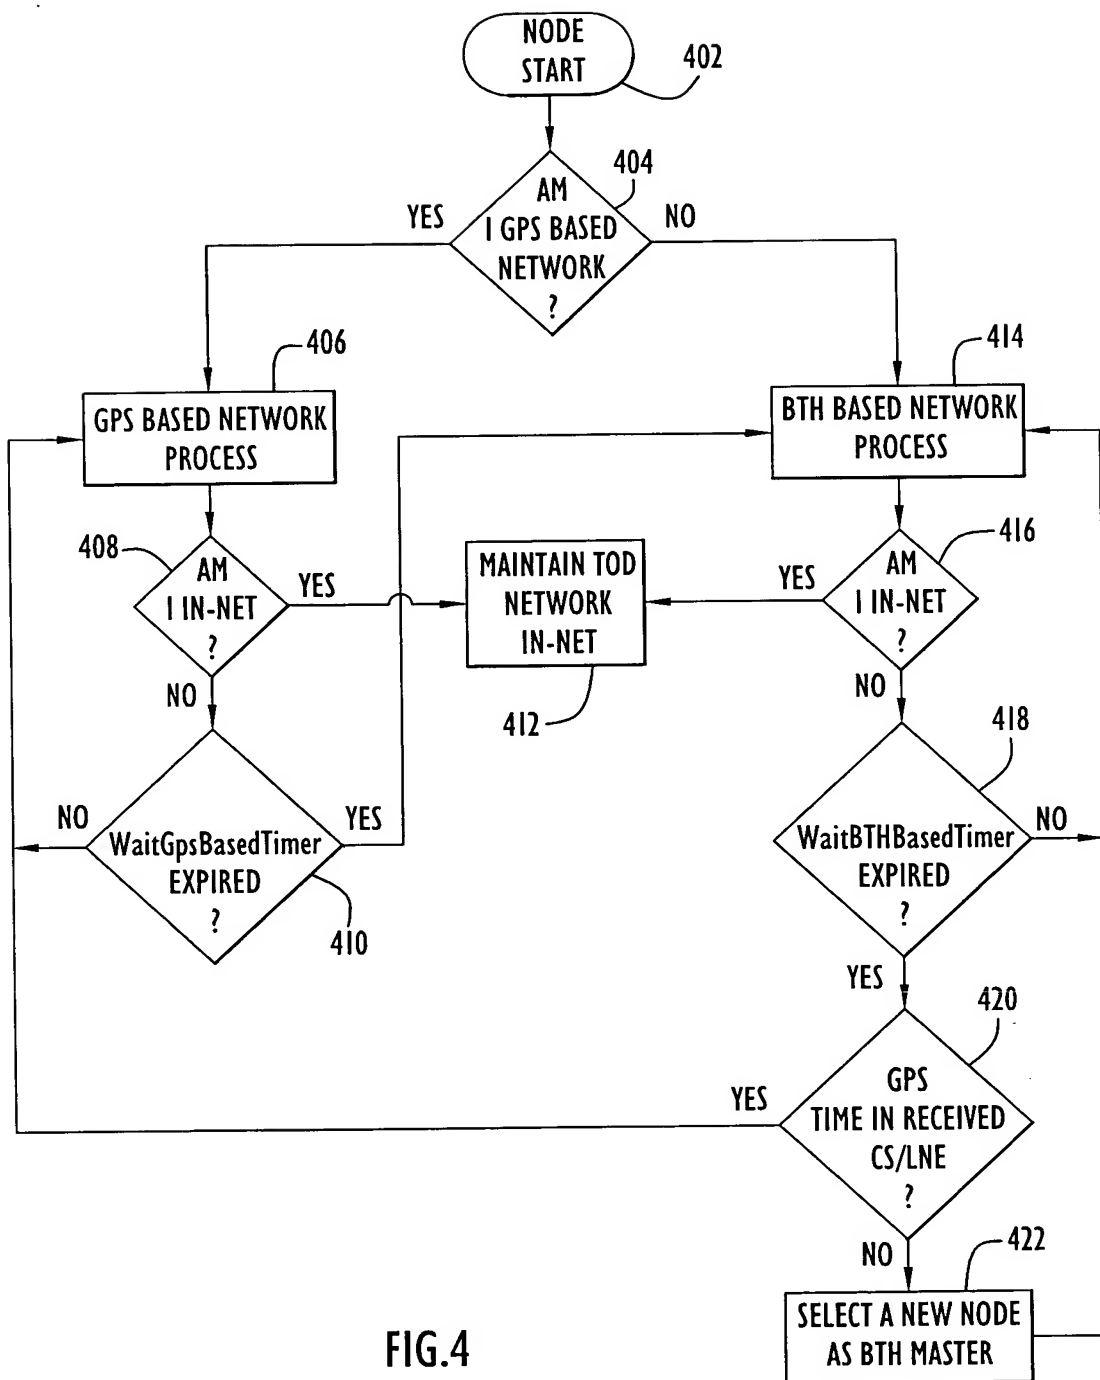 NODE
START
402
404
AM
I GPS BASED
NETWORK
?
YES
NO
406
GPS BASED NETWORK
PROCESS
414
BTH BASED NETWORK
PROCESS
408
AM
I IN-NET
?
YES
NO
MAINTAIN TOD
NETWORK
IN-NET
412
416
AM
I IN-NET
?
YES
NO
WaitGpsBasedTimer
EXPIRED
?
NO
YES
410
418
WaitBTHBasedTimer
EXPIRED
?
NO
YES
420
GPS
TIME IN RECEIVED
CS/LNE
?
YES
NO
422
SELECT A NEW NODE
AS BTH MASTER
FIG.4